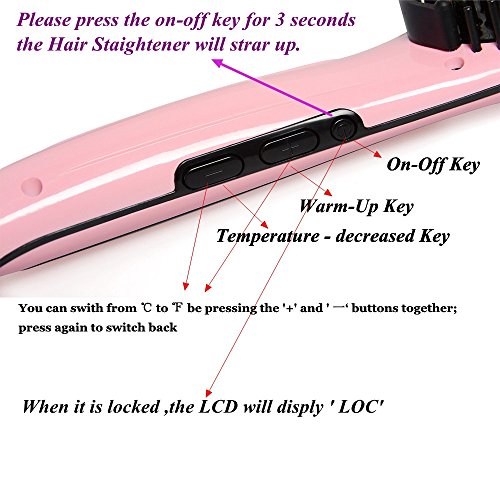 Please press the on-off key for 3 seconds
the Hair Staightener will strar up.
On-Off Key
Warm-Up Key
Temperature - decreased Key
You can swith from ℃ to ℉ be pressing the '+' and ' 一' buttons together;
press again to switch back
When it is locked ,the LCD will disply ' LOC'